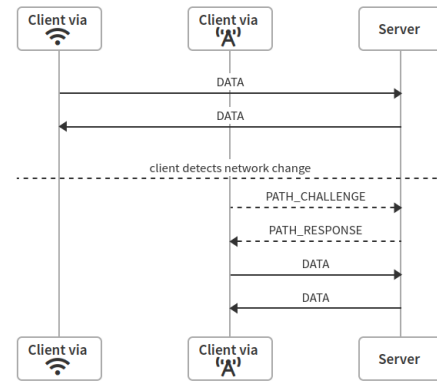 Client via
Client via
Server
DATA
DATA
client detects network change
PATH_CHALLENGE
PATH_RESPONSE
DATA
DATA
Client via
Client via
Server